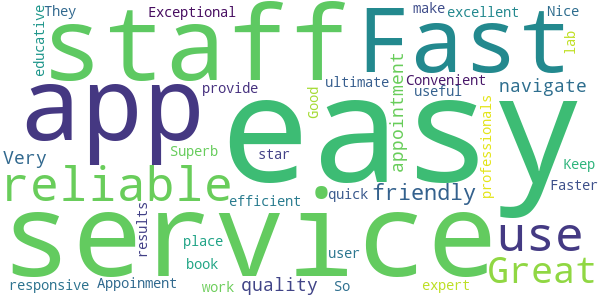 They
Exceptional
make
excellent
Nice
educative
staff
Fast
lab
app
provide
ultimate
Convenient
useful
navigate
Good
appointment
easy
professionals
Very
Superb
star
Keep
reliable
efficient
quick
friendly
Faster
service
results
place
book
user
use
quality
Great
responsive
Appoinment
work
So
expert